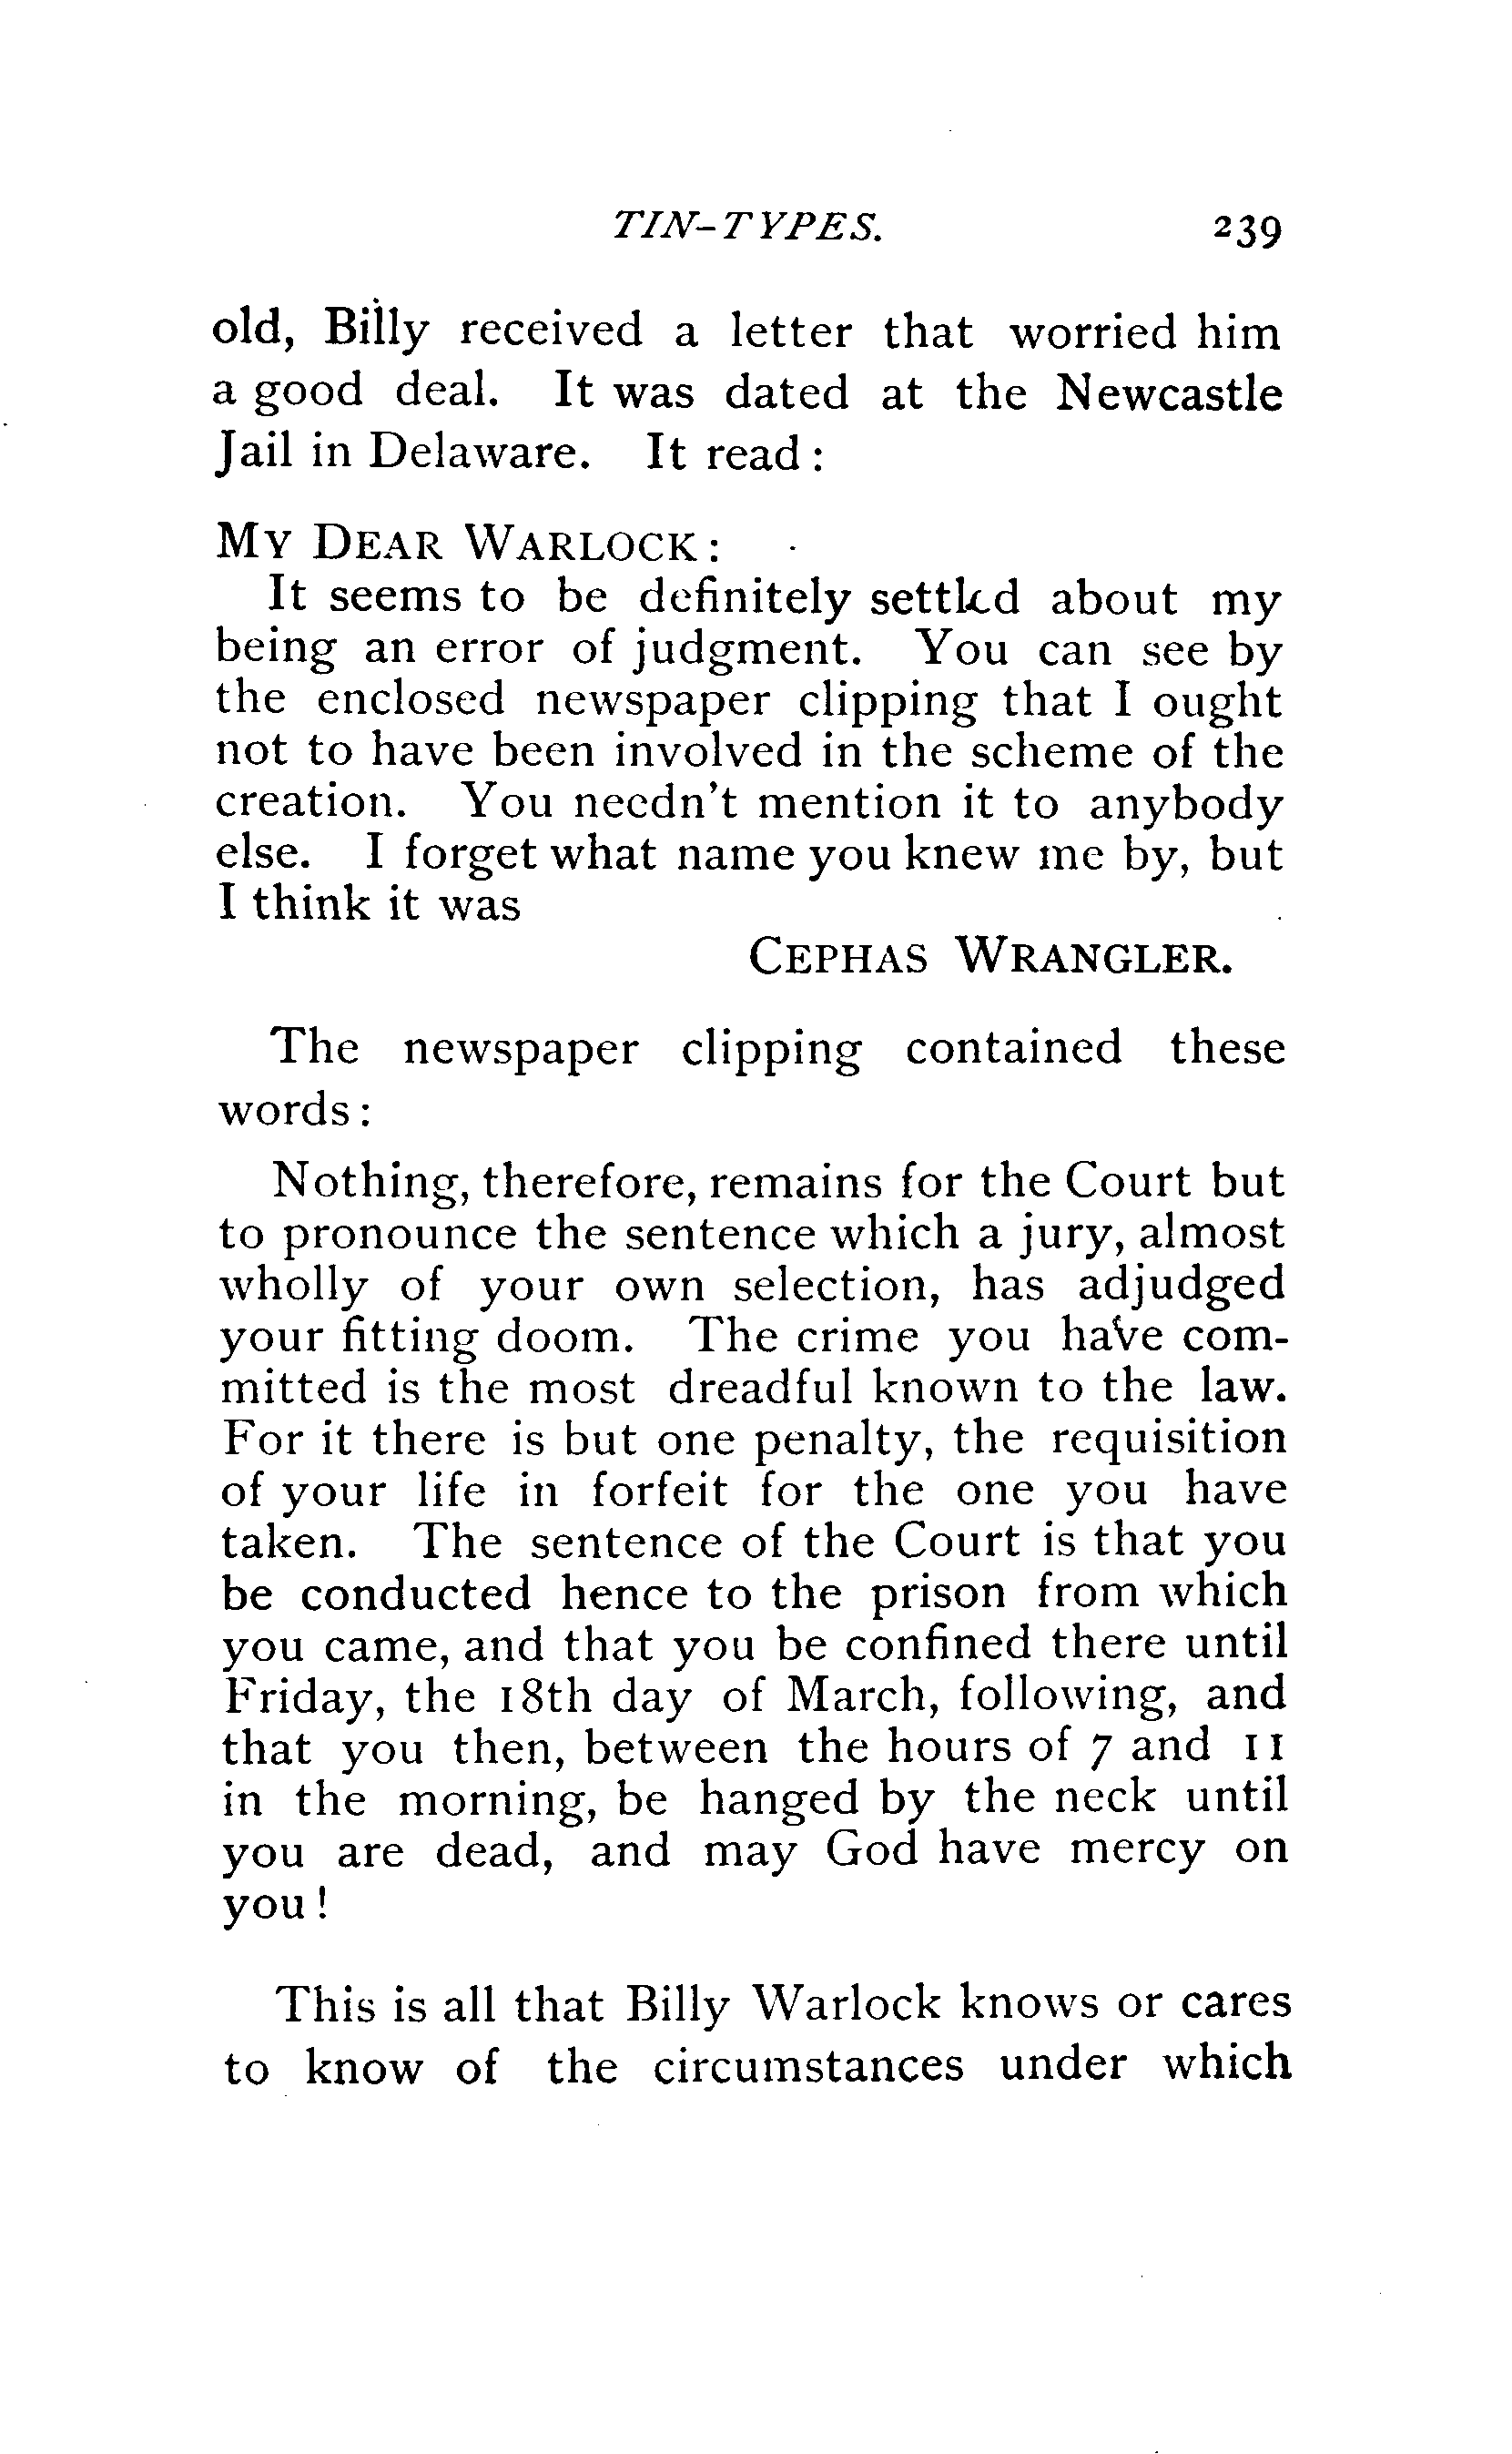 TIN-TYPES. 239
old, Billy received a letter that worried him
a good deal. It was dated at the Newcastle
Jail in Delaware. It read :
MY DEAR WARLOCK :
It seems to be definitely settled about my
being an error of judgment. You can see by
the enclosed newspaper clipping that I ought
not to have been involved in the scheme of the
creation. You needn't mention it to anybody
else. I forget what name you knew me by, but
I think it was
CEPHAS WRANGLER.
The newspaper clipping contained these
words :
Nothing, therefore, remains for the Court but
to pronounce the sentence which a jury, almost
wholly of your own selection, has adjudged
your fitting doom. The crime you have com-
mitted is the most dreadful known to the law.
For it there is but one penalty, the requisition
of your life in forfeit for the one you have
taken. The sentence of the Court is that you
be conducted hence to the prison from which
you came, and that you be confined there until
Friday, the 18th day of March, following, and
that you then, between the hours of 7 and 11
in the morning, be hanged by the neck until
you are dead, and may God have mercy on
you !
This is all that Billy Warlock knows or cares
to know of the circumstances under which